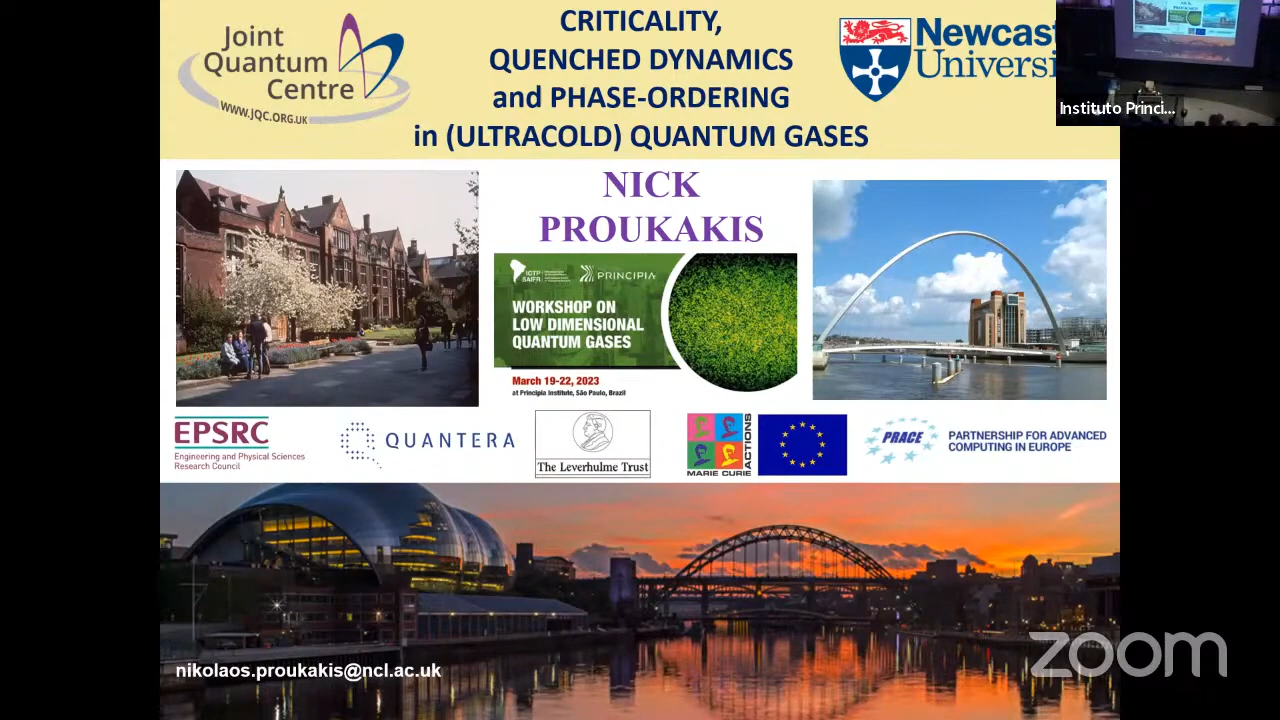 Joint
Quantum
Centre
WWW.JQC.ORG.UK
CRITICALITY,
QUENCHED DYNAMICS
and PHASE-ORDERING
in (ULTRACOLD) QUANTUM GASES
Newcast
Universi
Instituto Princi...
NICK
PROUKAKIS
ICTP
SAIFR
PRINCIPIA
WORKSHOP ON
LOW DIMENSIONAL
QUANTUM GASES
March 19-22, 2023
at Principia Institute, São Paulo, Brazil
EPSRC
Engineering and Physical Sciences
Research Council
QUANTERA
The Leverhulme Trust
MARIE CURIE
ACTIONS
PRACE
PARTNERSHIP FOR ADVANCED
COMPUTING IN EUROPE
nikolaos.proukakis@ncl.ac.uk
zoom